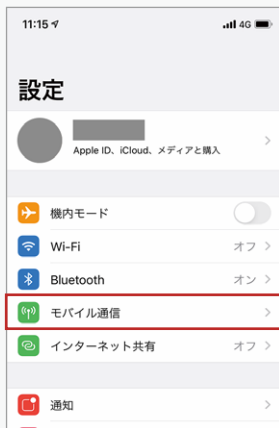 11:15 4G
設定
Apple ID、iCloud、メディアと購入
機内モード
Wi-Fi オフ
Bluetooth オン
モバイル通信
インターネット共有 オフ
通知